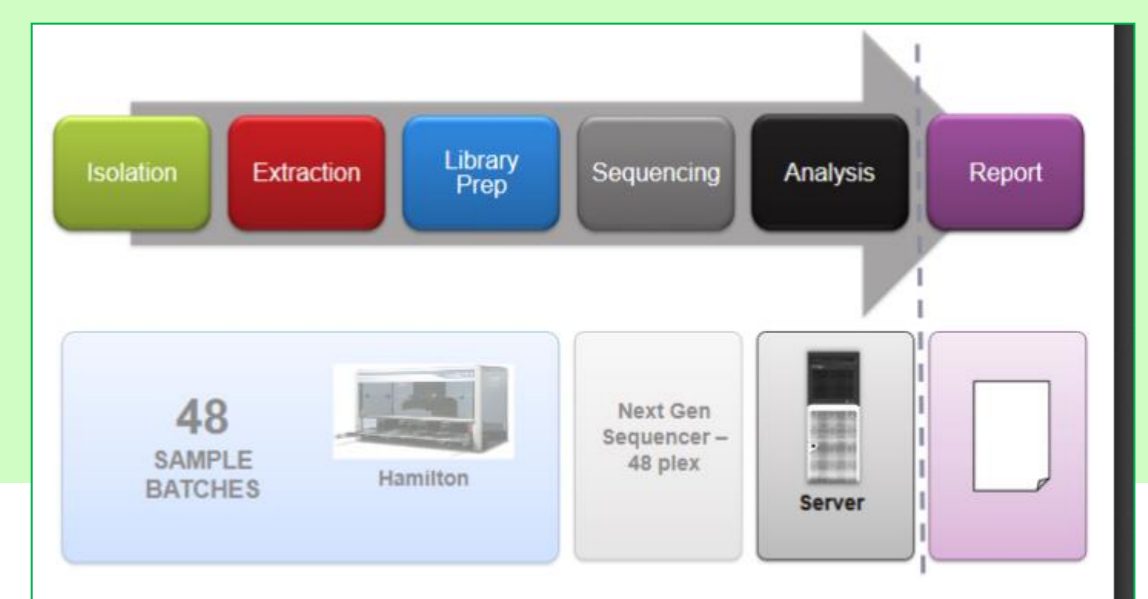 Isolation
Extraction
Library
Prep
Sequencing
Analysis
Report
48
SAMPLE
BATCHES
Hamilton
Next Gen
Sequencer –
48 plex
Server